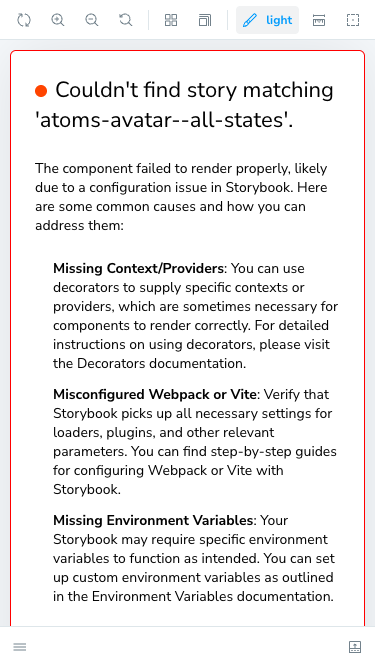 light
Couldn't find story matching
'atoms-avatar--all-states'.
The component failed to render properly, likely
due to a configuration issue in Storybook. Here
are some common causes and how you can
address them:
Missing Context/Providers: You can use
decorators to supply specific contexts or
providers, which are sometimes necessary for
components to render correctly. For detailed
instructions on using decorators, please visit
the Decorators documentation.
Misconfigured Webpack or Vite: Verify that
Storybook picks up all necessary settings for
loaders, plugins, and other relevant
parameters. You can find step-by-step guides
for configuring Webpack or Vite with
Storybook.
Missing Environment Variables: Your
Storybook may require specific environment
variables to function as intended. You can set
up custom environment variables as outlined
in the Environment Variables documentation.